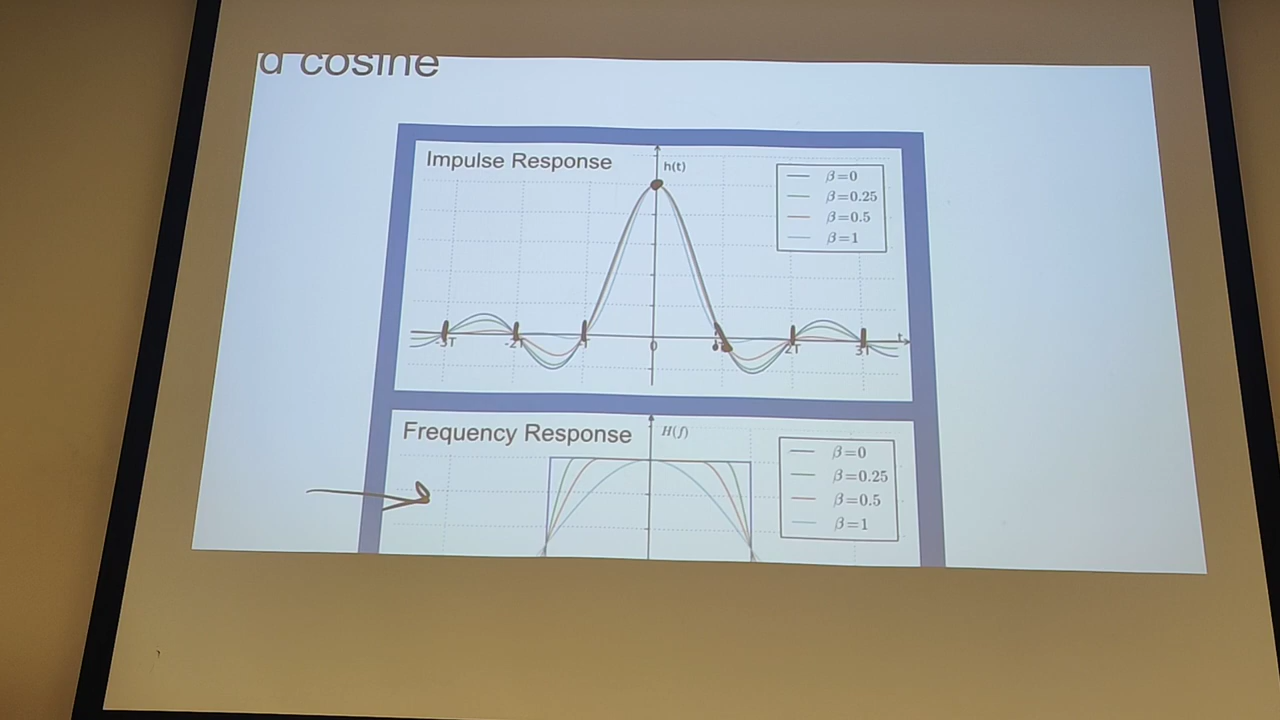 d cosine
Impulse Response
h(t)
β=0
β=0.25
β=0.5
β=1
t
-3T
0
2T
3T
Frequency Response
H(f)
β=0
β=0.25
β=0.5
β=1